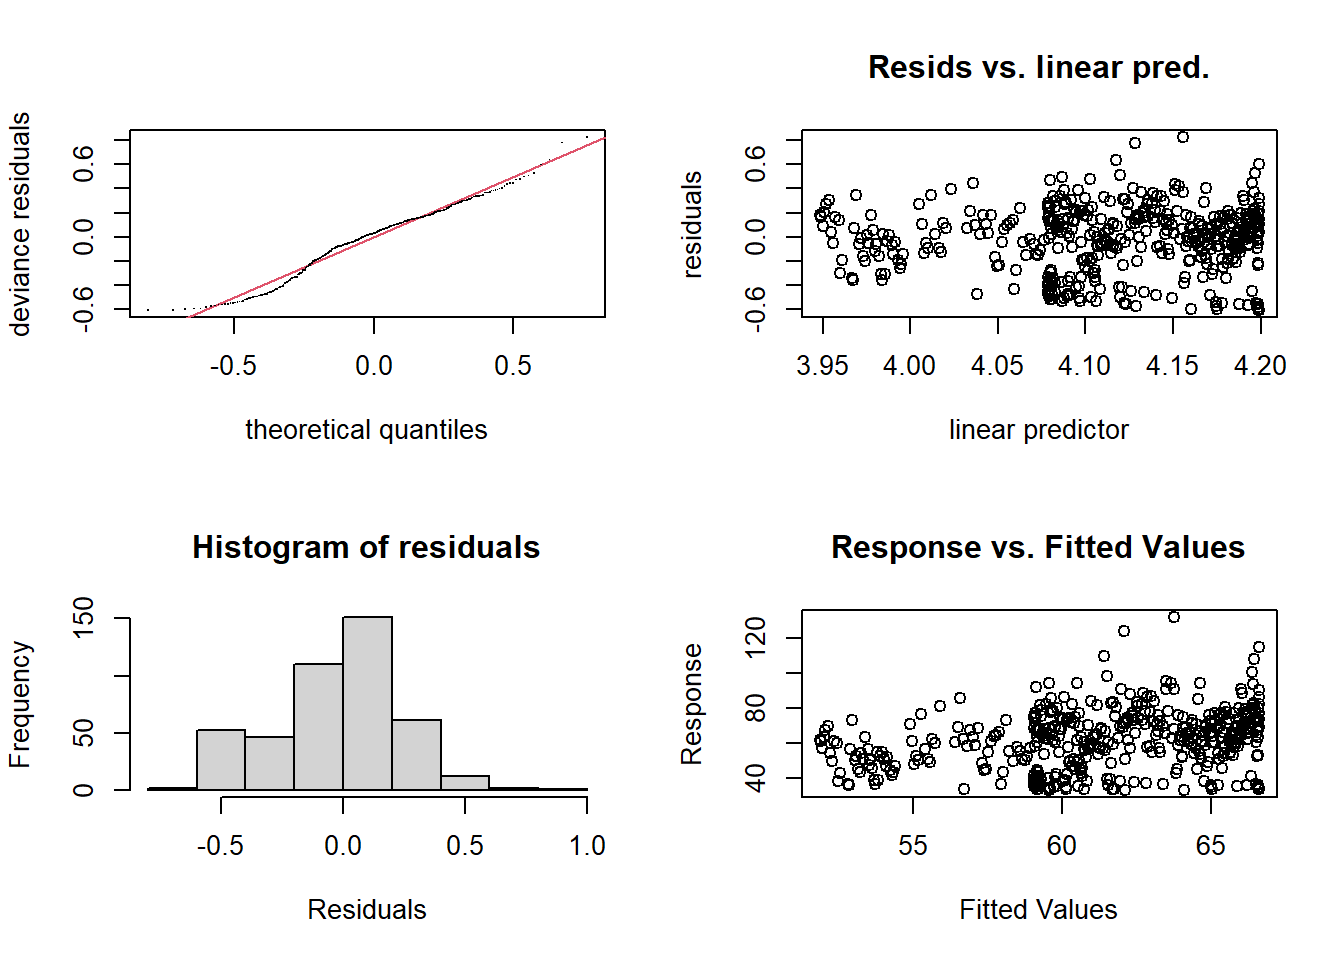 deviance residuals
0.6
0.0
-0.6
-0.5
0.0
0.5
theoretical quantiles
Resids vs. linear pred.
residuals
0.6
0.0
-0.6
3.95
4.00
4.05
4.10
4.15
4.20
linear predictor
Histogram of residuals
Frequency
150
50
0
-0.5
0.0
0.5
1.0
Residuals
Response vs. Fitted Values
Response
120
80
40
55
60
65
Fitted Values